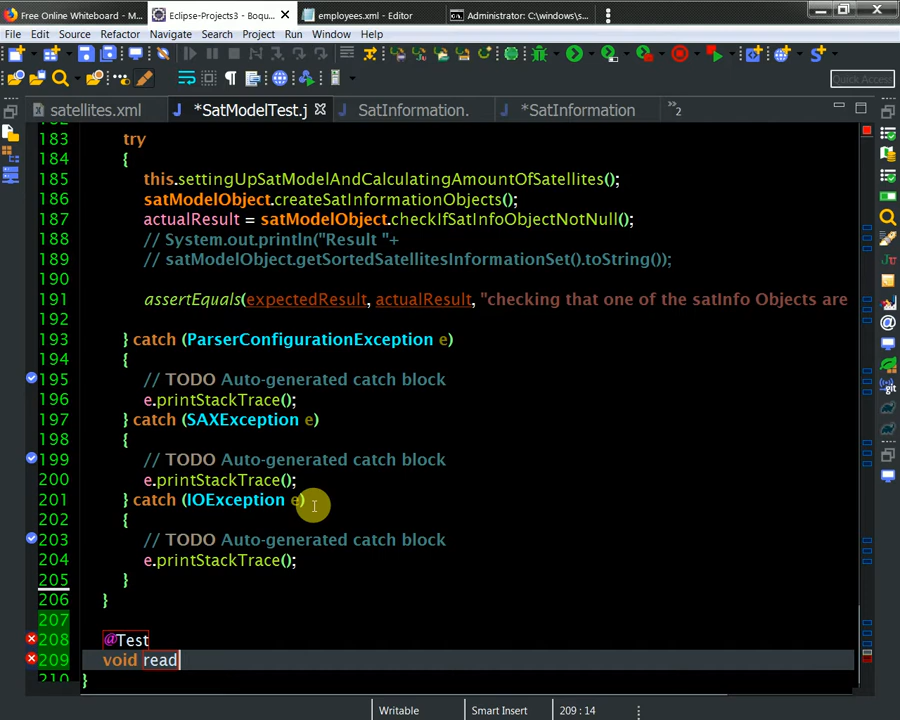 Free Online Whiteboard - M...
Eclipse-Projects3 - Boqu...
employees.xml - Editor
Administrator: C:\windows\s...
File Edit Source Refactor Navigate Search Project Run Window Help
Quick Access
satellites.xml
*SatModelTest.j
SatInformation.
*SatInformation
»2
183 try
184 {
185 this.settingUpSatModelAndCalculatingAmountOfSatellites();
186 satModelObject.createSatInformationObjects();
187 actualResult = satModelObject.checkIfSatInfoObjectNotNull();
188 // System.out.println("Result "+
189 // satModelObject.getSortedSatellitesInformationSet().toString());
190
191 assertEquals(expectedResult, actualResult, "checking that one of the satInfo Objects are
192
193 } catch (ParserConfigurationException e)
194 {
195 // TODO Auto-generated catch block
196 e.printStackTrace();
197 } catch (SAXException e)
198 {
199 // TODO Auto-generated catch block
200 e.printStackTrace();
201 } catch (IOException e)
202 {
203 // TODO Auto-generated catch block
204 e.printStackTrace();
205 }
206 }
207
208 @Test
209 void read
210 }
Writable
Smart Insert
209 : 14